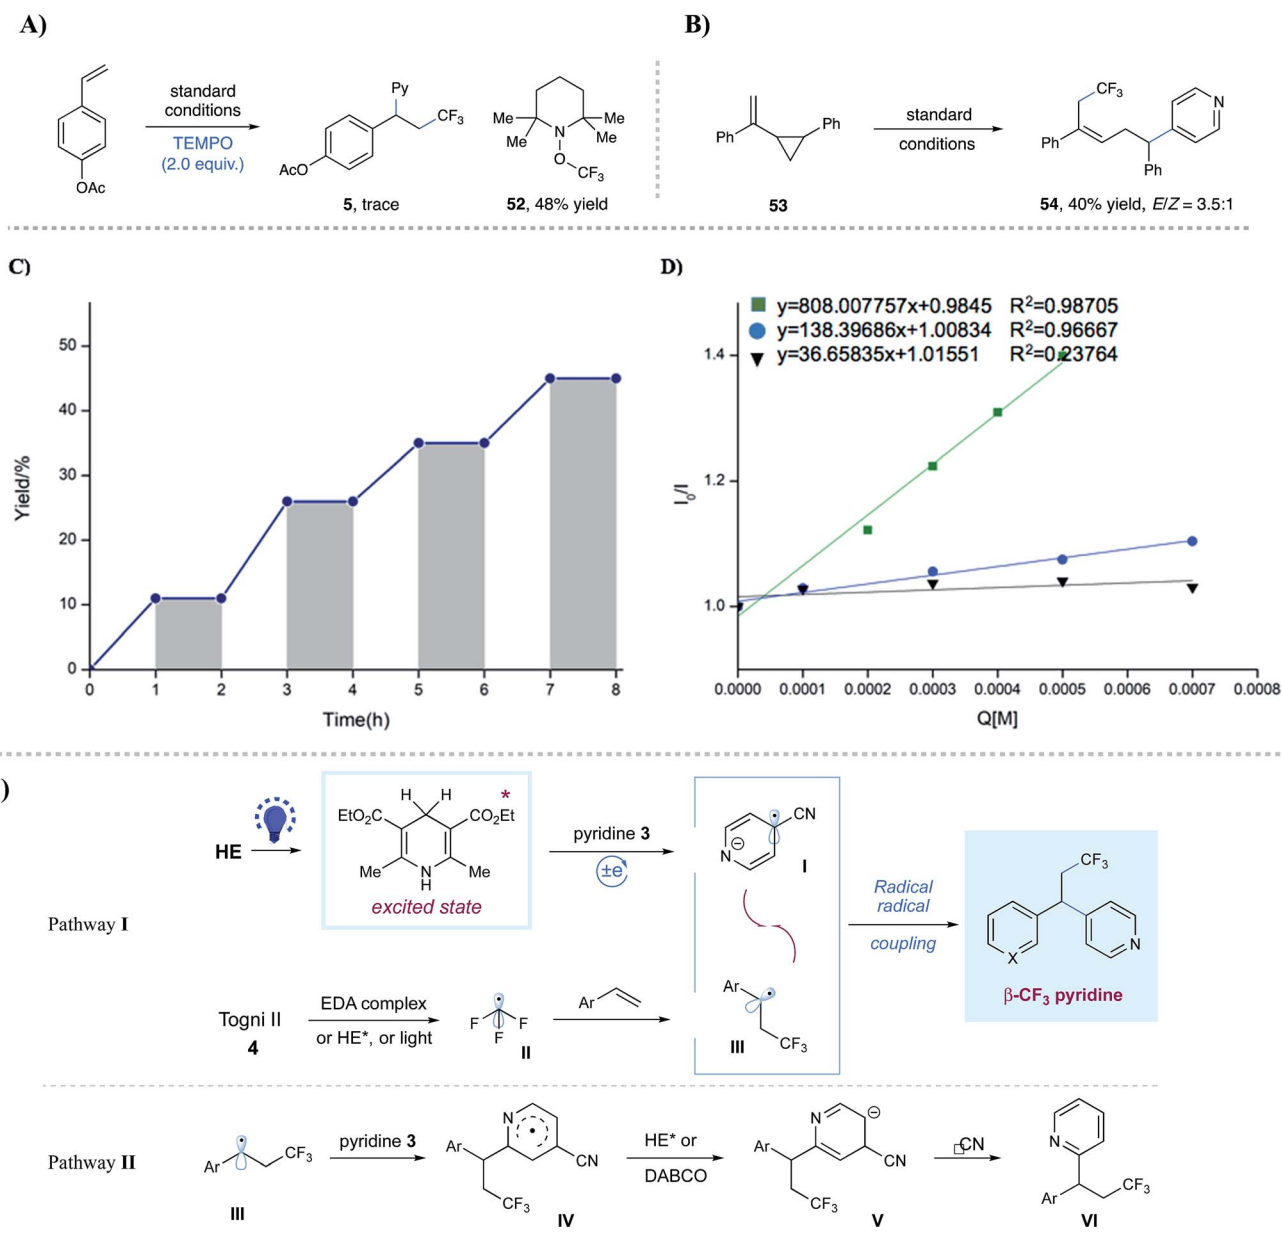 A)
OAc
standard
conditions
TEMPO
(2.0 equiv.)
Py
CF3
AcO
5, trace
Me
Me
N
Me
Me
O
CF3
52, 48% yield
B)
Ph
Ph
53
standard
conditions
CF3
N
Ph
Ph
54, 40% yield, E/Z = 3.5:1
C)
Yield/%
50
40
30
20
10
0
0 1 2 3 4 5 6 7 8
Time(h)
D)
y=808.007757x+0.9845 R2=0.98705
y=138.39686x+1.00834 R2=0.96667
y=36.65835x+1.01551 R2=0.23764
I0/I
1.4
1.2
1.0
0.0000 0.0001 0.0002 0.0003 0.0004 0.0005 0.0006 0.0007 0.0008
Q[M]
)
Pathway I
HE
H H
*
EtO2C
CO2Et
Me
N
H
Me
excited state
pyridine 3
±e
CN
N
⊖
I
Radical
radical
coupling
CF3
X
N
β-CF3 pyridine
Togni II
4
EDA complex
or HE*, or light
F
F
F
II
Ar
Ar
CF3
III
Pathway II
Ar
CF3
III
pyridine 3
N
Ar
CN
CF3
IV
HE* or
DABCO
N
⊖
Ar
CN
CF3
V
□CN
N
Ar
CF3
VI